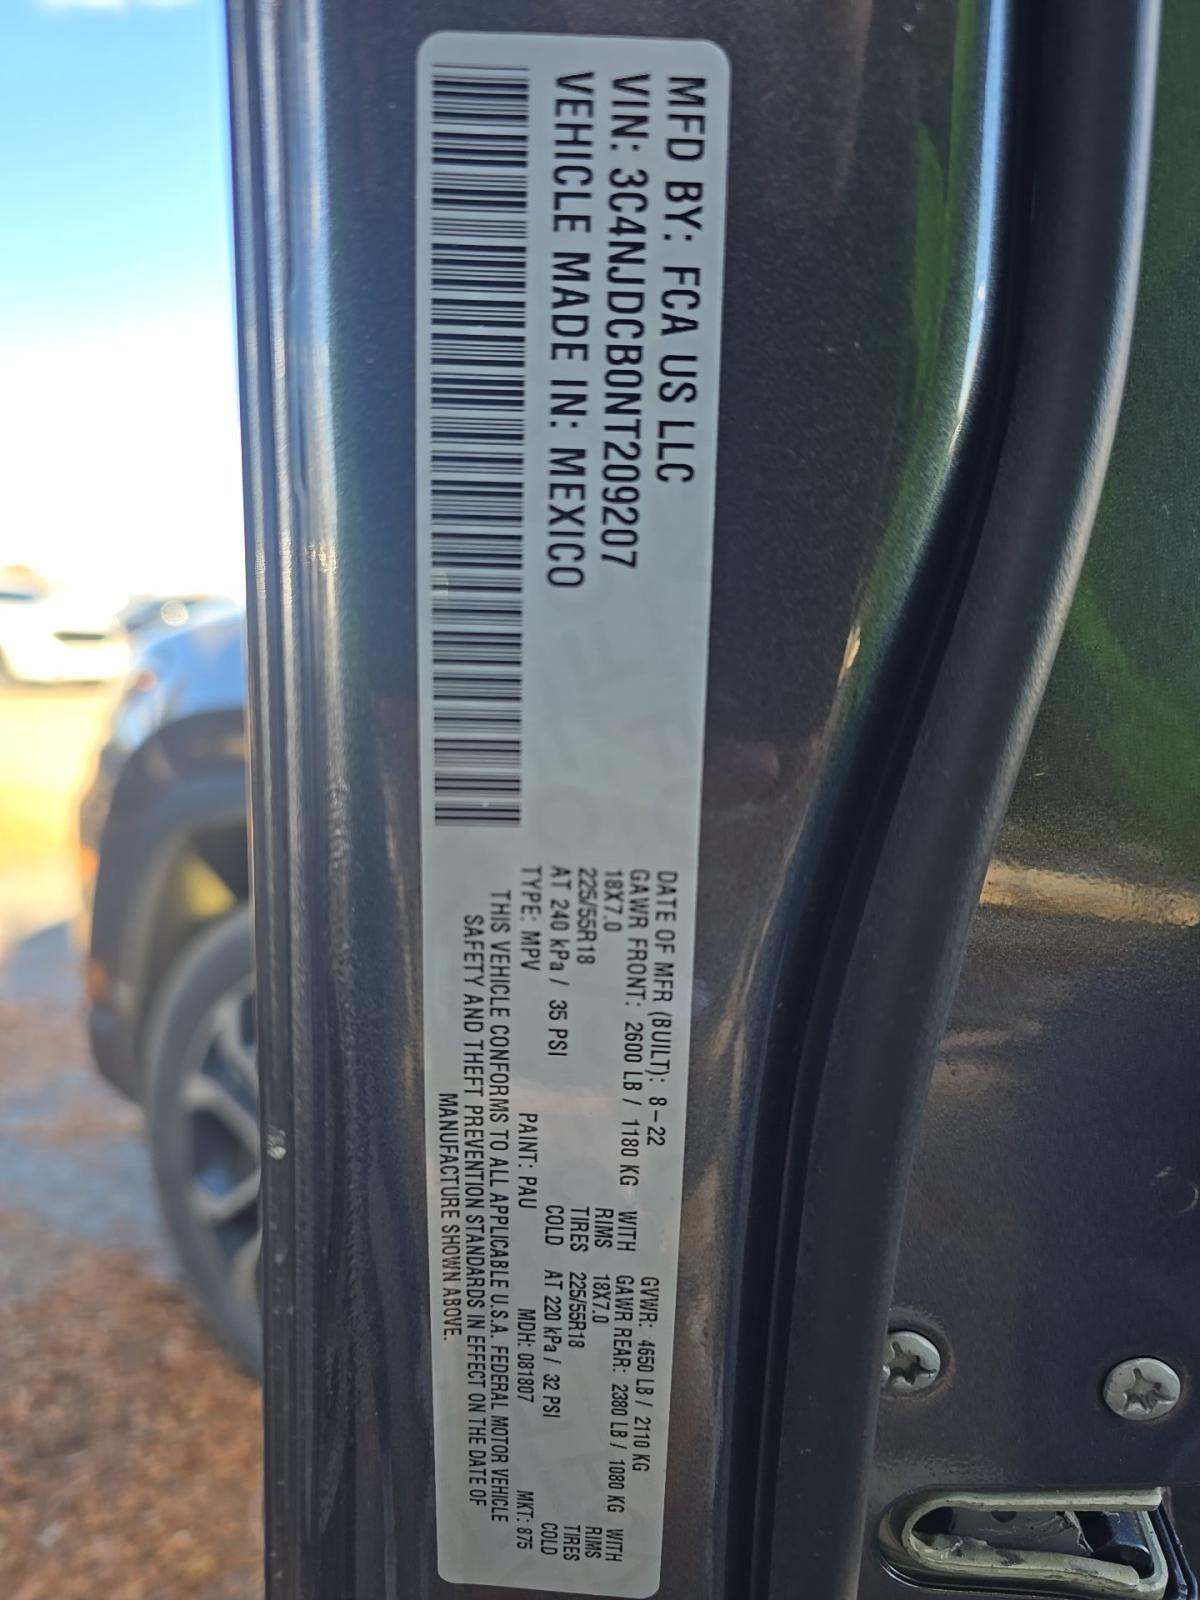 MFD BY: FCA US LLC
VIN: 3C4NJDCB0NT209207
VEHICLE MADE IN: MEXICO
DATE OF MFR (BUILT): 8-22 GVWR: 4650 LB / 2110 KG
GAWR FRONT: 2600 LB / 1180 KG WITH GAWR REAR: 2380 LB / 1080 KG WITH
18X7.0 RIMS 18X7.0 RIMS
225/55R18 TIRES 225/55R18 TIRES
AT 240 kPa / 35 PSI COLD AT 220 kPa / 32 PSI COLD
TYPE: MPV PAINT: PAU MDH: 081807 MKT: 875
THIS VEHICLE CONFORMS TO ALL APPLICABLE U.S.A. FEDERAL MOTOR VEHICLE
SAFETY AND THEFT PREVENTION STANDARDS IN EFFECT ON THE DATE OF
MANUFACTURE SHOWN ABOVE.